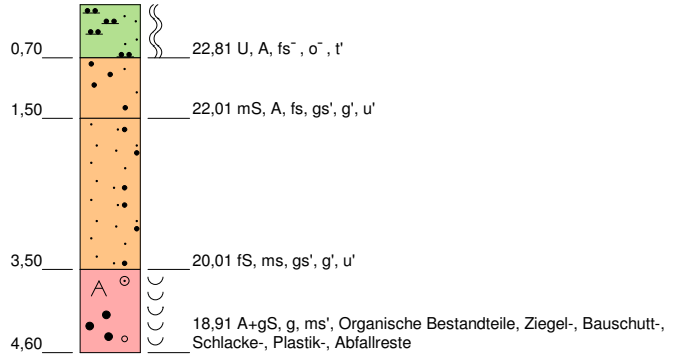 0,70 22,81 U, A, fs¯, o¯, t'
1,50 22,01 mS, A, fs, gs', g', u'
3,50 20,01 fS, ms, gs', g', u'
A
18,91 A+gS, g, ms', Organische Bestandteile, Ziegel-, Bauschutt-,
4,60 Schlacke-, Plastik-, Abfallreste